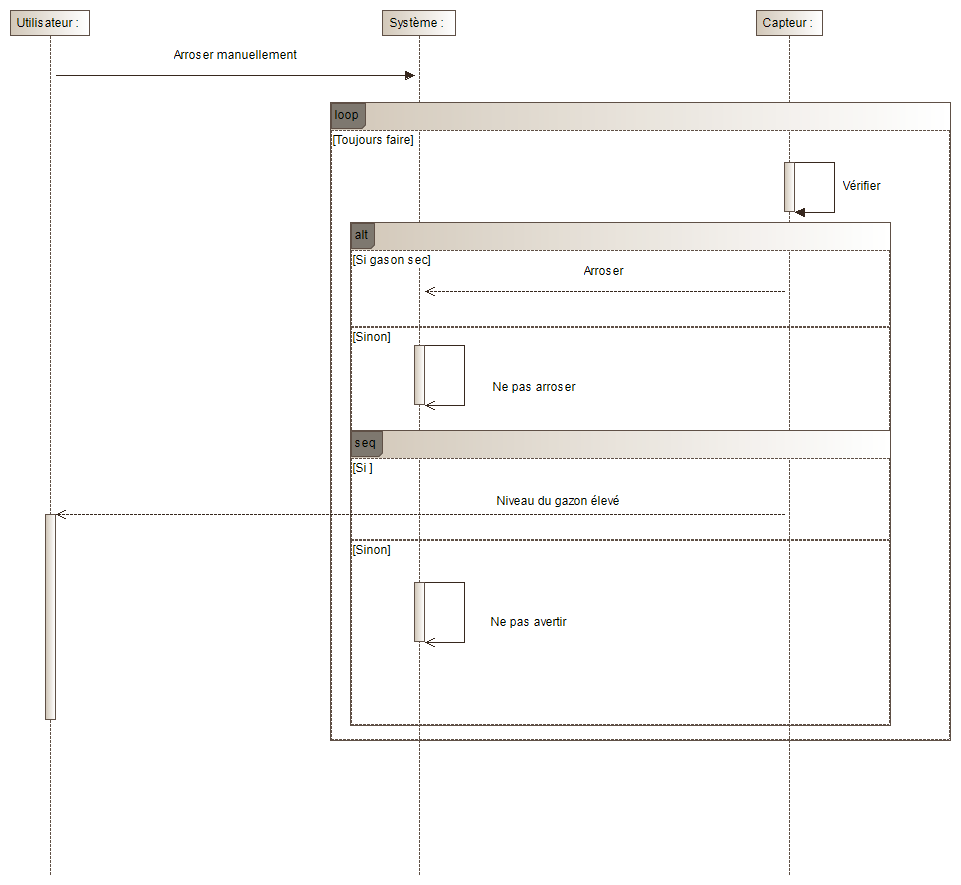 Utilisateur :
Système :
Capteur :
Arroser manuellement
loop
[Toujours faire]
Vérifier
alt
[Si gason sec]
Arroser
[Sinon]
Ne pas arroser
seq
[Si ]
Niveau du gazon élevé
[Sinon]
Ne pas avertir